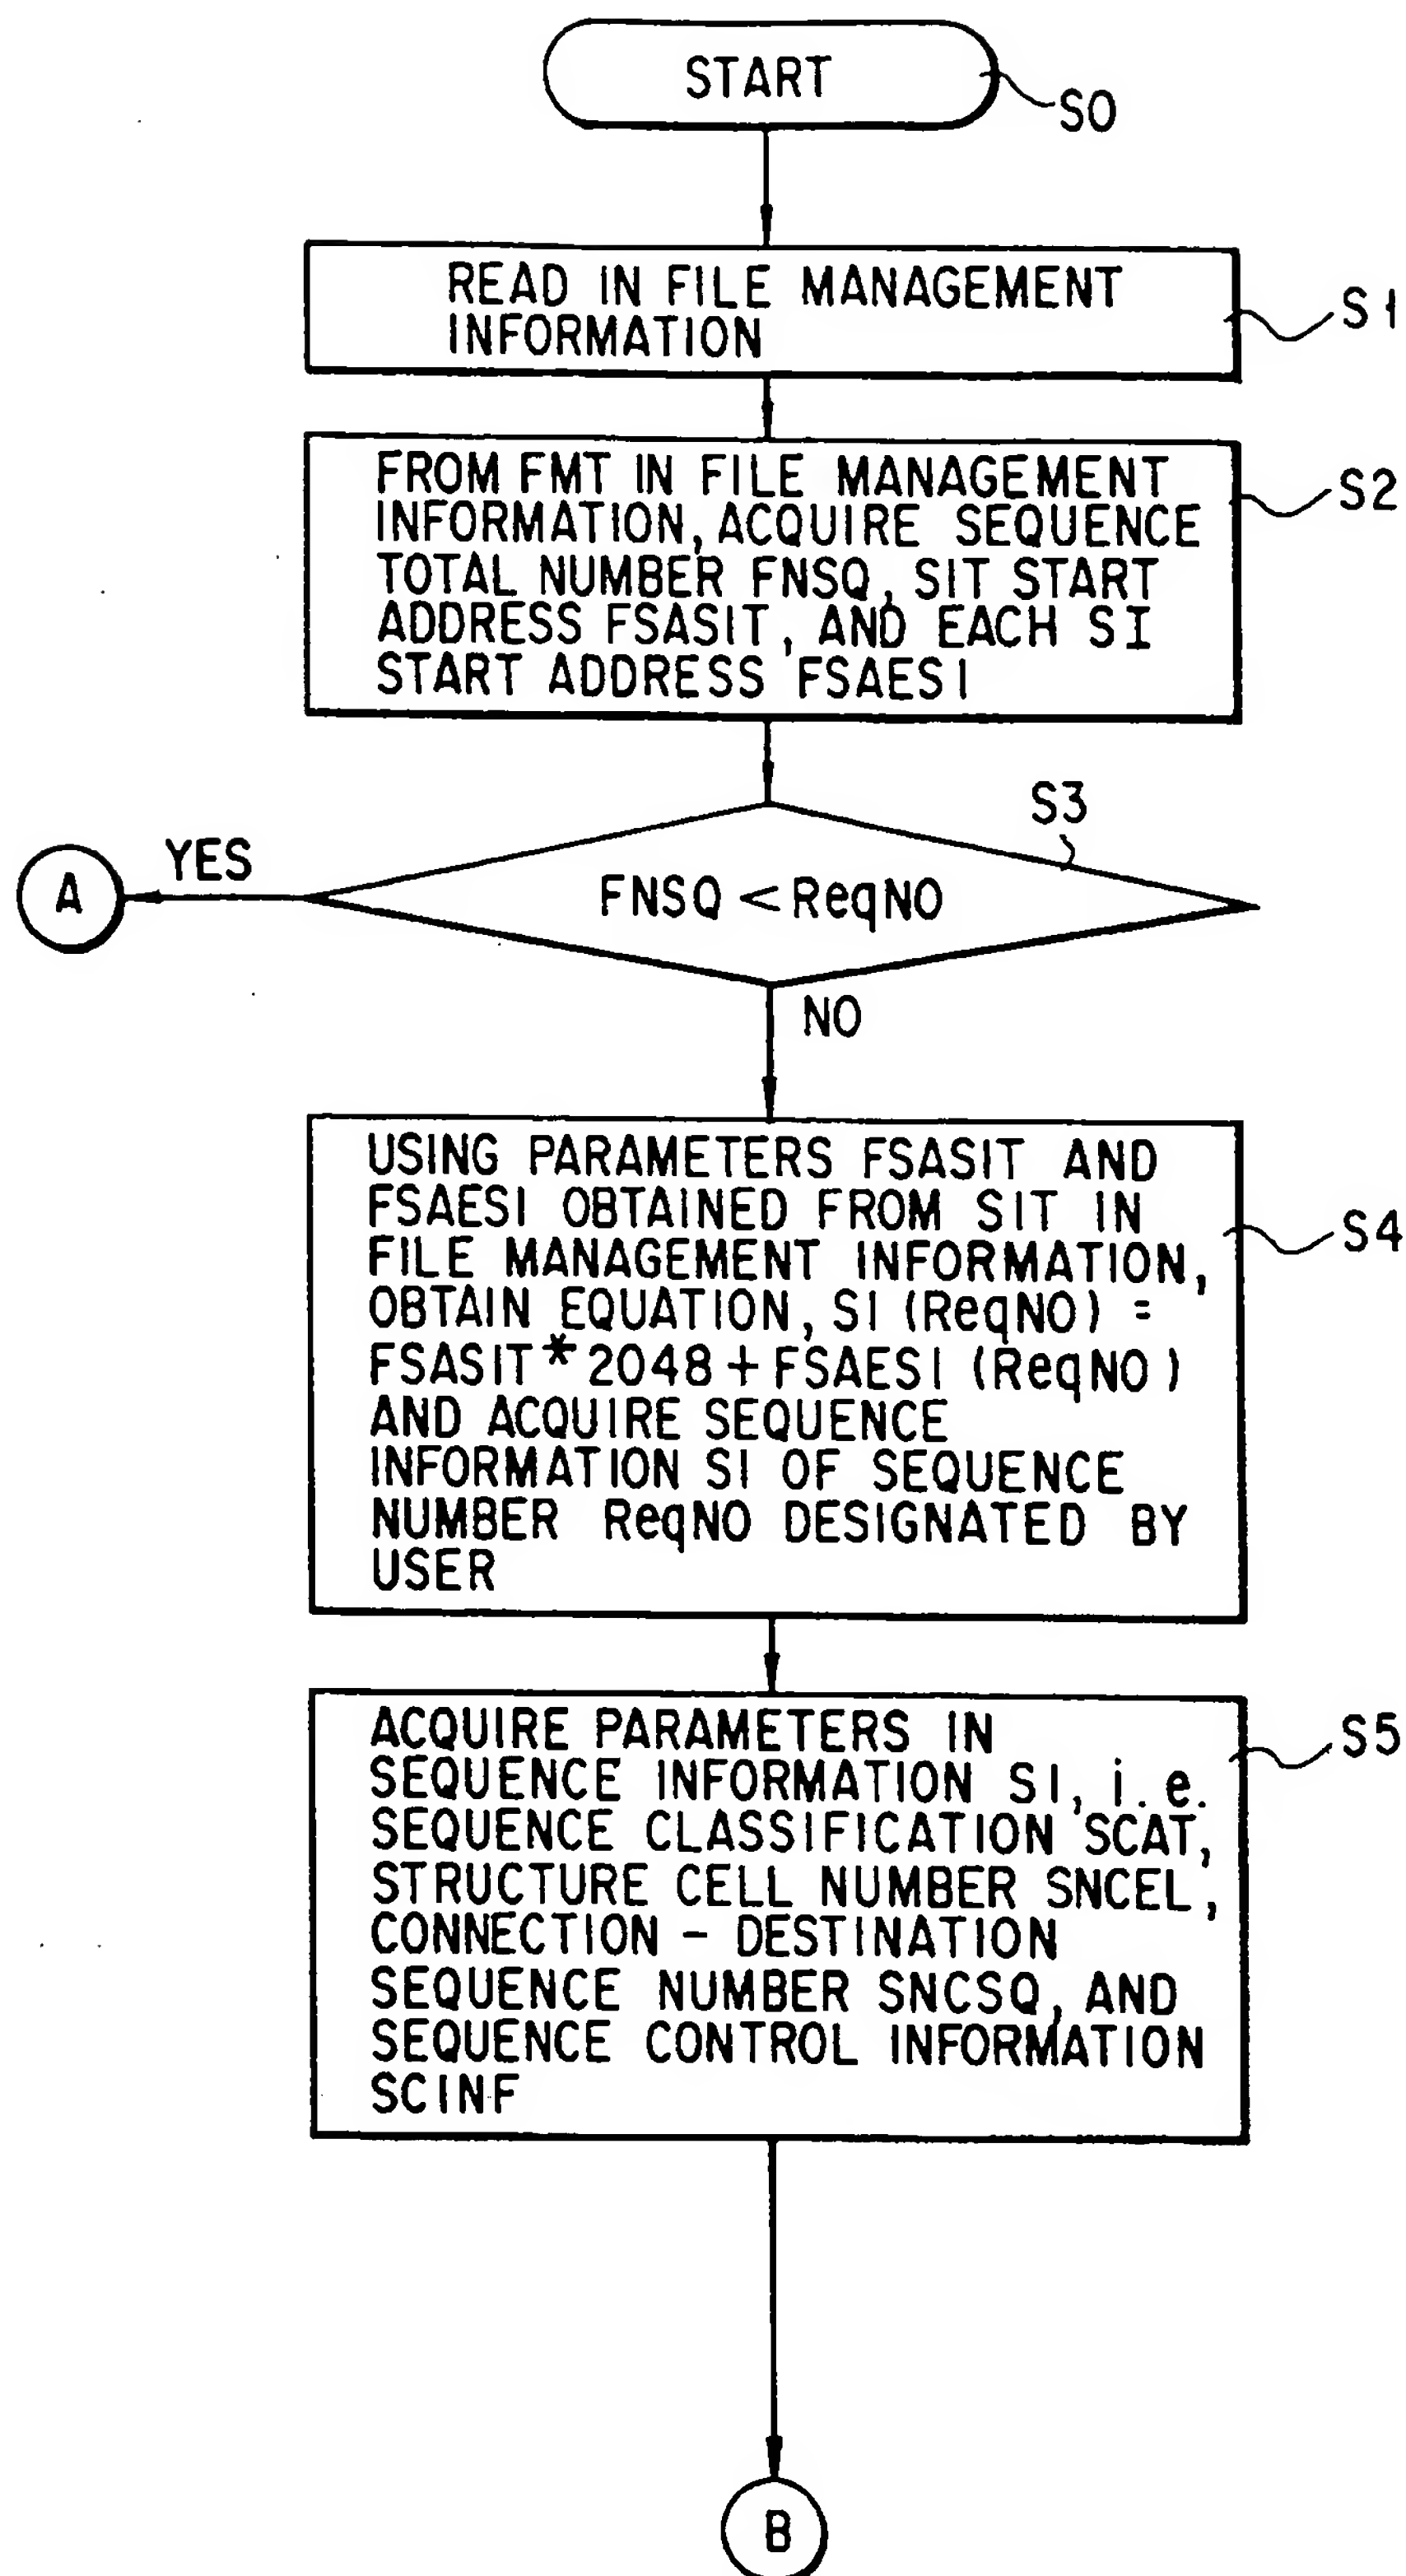 START
S0
READ IN FILE MANAGEMENT
INFORMATION
S1
FROM FMT IN FILE MANAGEMENT
INFORMATION, ACQUIRE SEQUENCE
TOTAL NUMBER FNSQ, SIT START
ADDRESS FSASIT, AND EACH SI
START ADDRESS FSAESI
S2
S3
FNSQ < ReqNO
YES
A
NO
USING PARAMETERS FSASIT AND
FSAESI OBTAINED FROM SIT IN
FILE MANAGEMENT INFORMATION,
OBTAIN EQUATION, SI (ReqNO) =
FSASIT * 2048 + FSAESI (ReqNO)
AND ACQUIRE SEQUENCE
INFORMATION SI OF SEQUENCE
NUMBER ReqNO DESIGNATED BY
USER
S4
ACQUIRE PARAMETERS IN
SEQUENCE INFORMATION SI, i.e.
SEQUENCE CLASSIFICATION SCAT,
STRUCTURE CELL NUMBER SNCEL,
CONNECTION - DESTINATION
SEQUENCE NUMBER SNCSQ, AND
SEQUENCE CONTROL INFORMATION
SCINF
S5
B